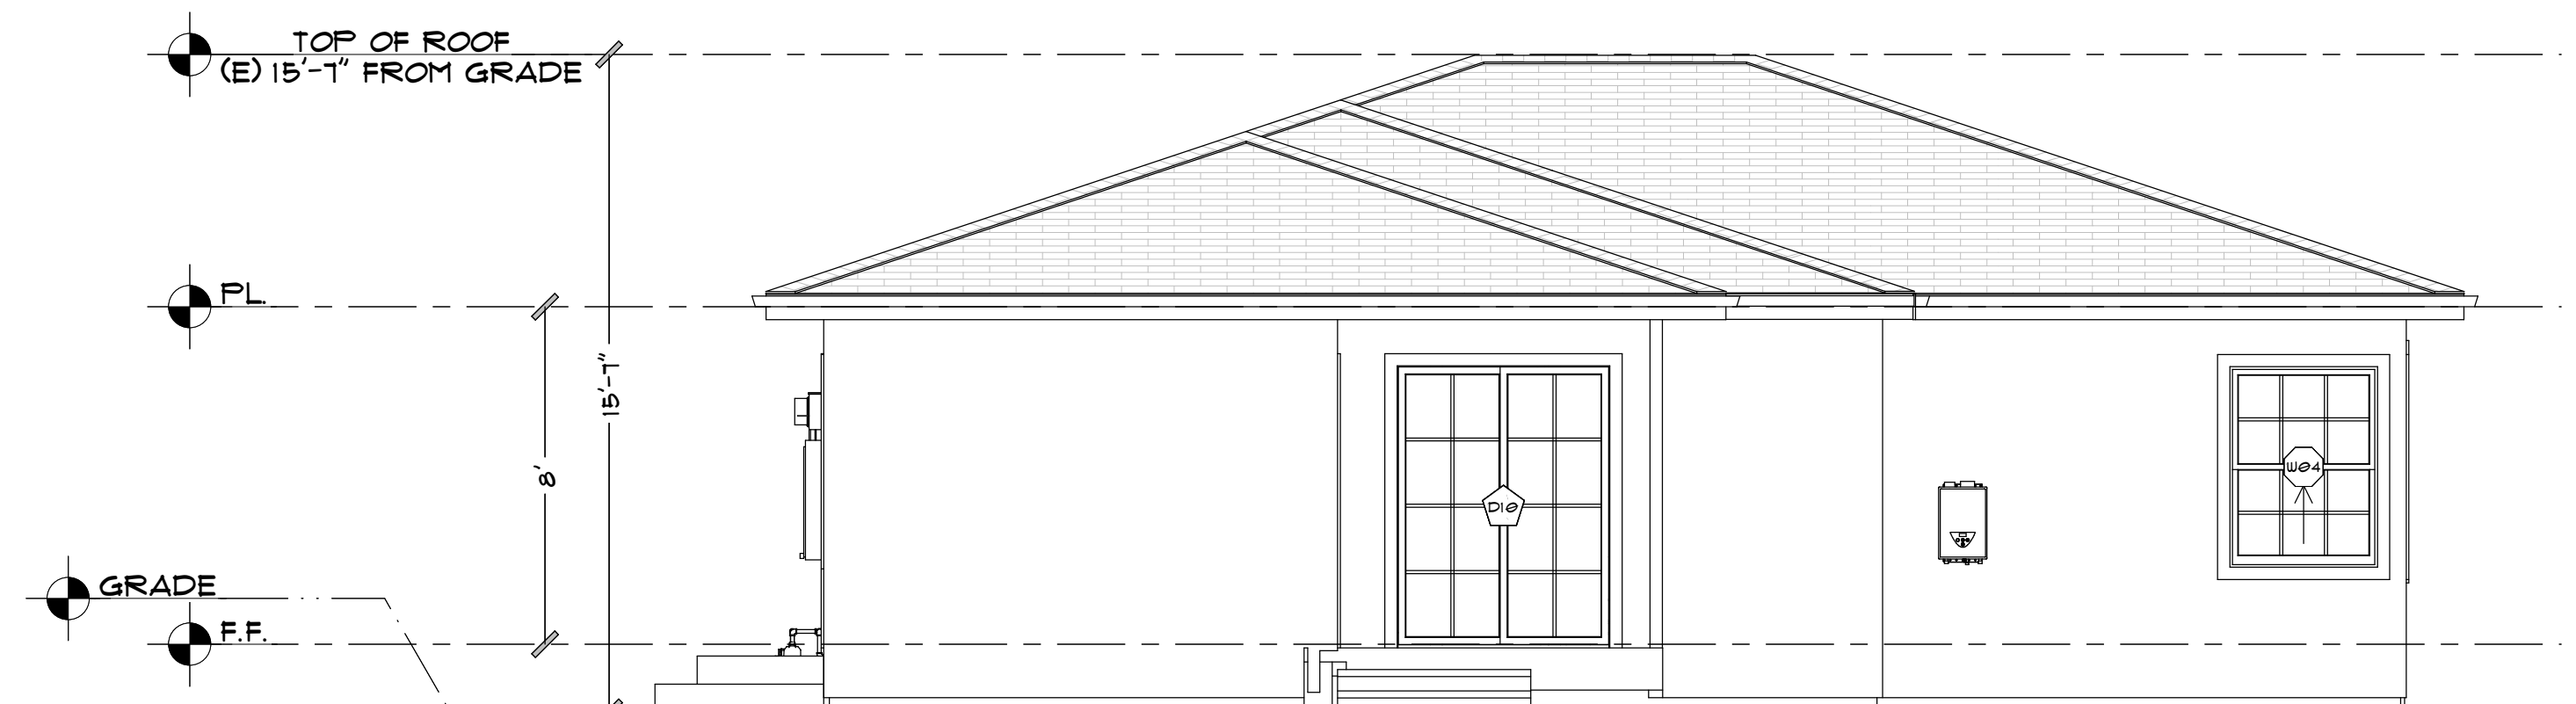 TOP OF ROOF
(E) 15'-7" FROM GRADE
PL.
15'-7"
8'
W04
D10
GRADE
F.F.